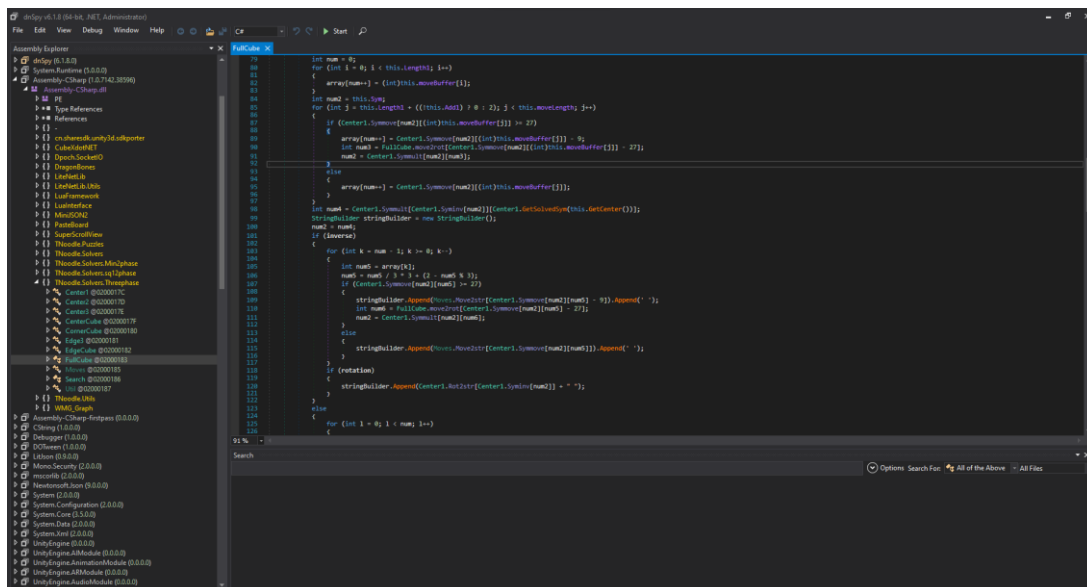 dnSpy v6.1.8 (64-bit, .NET, Administrator)
File Edit View Debug Window Help C# Start
Assembly Explorer
dnSpy (6.1.8.0)
System.Runtime (5.0.0.0)
Assembly-CSharp (1.0.7142.38596)
Assembly-CSharp.dll
PE
Type References
References
{ } -
{ } cn.sharesdk.unity3d.sdkporter
{ } CubeXdotNET
{ } Dpoch.SocketIO
{ } DragonBones
{ } LiteNetLib
{ } LiteNetLib.Utils
{ } LuaFramework
{ } LuaInterface
{ } MiniJSON2
{ } PasteBoard
{ } SuperScrollView
{ } TNoodle.Puzzles
{ } TNoodle.Solvers
{ } TNoodle.Solvers.Min2phase
{ } TNoodle.Solvers.sq12phase
{ } TNoodle.Solvers.Threephase
Center1 @0200017C
Center2 @0200017D
Center3 @0200017E
CenterCube @0200017F
CornerCube @02000180
Edge3 @02000181
EdgeCube @02000182
FullCube @02000183
Moves @02000185
Search @02000186
Util @02000187
{ } TNoodle.Utils
{ } WMG_Graph
Assembly-CSharp-firstpass (0.0.0.0)
CString (1.0.0.0)
Debugger (1.0.0.0)
DOTween (1.0.0.0)
LitJson (0.9.0.0)
Mono.Security (2.0.0.0)
mscorlib (2.0.0.0)
Newtonsoft.Json (9.0.0.0)
System (2.0.0.0)
System.Configuration (2.0.0.0)
System.Core (3.5.0.0)
System.Data (2.0.0.0)
System.Xml (2.0.0.0)
UnityEngine (0.0.0.0)
UnityEngine.AIModule (0.0.0.0)
UnityEngine.AnimationModule (0.0.0.0)
UnityEngine.ARModule (0.0.0.0)
UnityEngine.AudioModule (0.0.0.0)
FullCube
79 int num = 0;
80 for (int i = 0; i < this.Length1; i++)
81 {
82 array[num++] = (int)this.moveBuffer[i];
83 }
84 int num2 = this.Sym;
85 for (int j = this.Length1 + ((!this.Add1) ? 0 : 2); j < this.moveLength; j++)
86 {
87 if (Center1.Symmove[num2][(int)this.moveBuffer[j]] >= 27)
88 {
89 array[num++] = Center1.Symmove[num2][(int)this.moveBuffer[j]] - 9;
90 int num3 = FullCube.move2rot[Center1.Symmove[num2][(int)this.moveBuffer[j]] - 27];
91 num2 = Center1.Symmult[num2][num3];
92 }
93 else
94 {
95 array[num++] = Center1.Symmove[num2][(int)this.moveBuffer[j]];
96 }
97 }
98 int num4 = Center1.Symmult[Center1.Syminv[num2]][Center1.GetSolvedSym(this.GetCenter())];
99 StringBuilder stringBuilder = new StringBuilder();
100 num2 = num4;
101 if (inverse)
102 {
103 for (int k = num - 1; k >= 0; k--)
104 {
105 int num5 = array[k];
106 num5 = num5 / 3 * 3 + (2 - num5 % 3);
107 if (Center1.Symmove[num2][num5] >= 27)
108 {
109 stringBuilder.Append(Moves.Move2str[Center1.Symmove[num2][num5] - 9]).Append(' ');
110 int num6 = FullCube.move2rot[Center1.Symmove[num2][num5] - 27];
111 num2 = Center1.Symmult[num2][num6];
112 }
113 else
114 {
115 stringBuilder.Append(Moves.Move2str[Center1.Symmove[num2][num5]]).Append(' ');
116 }
117 }
118 if (rotation)
119 {
120 stringBuilder.Append(Center1.Rot2str[Center1.Syminv[num2]] + " ");
121 }
122 }
123 else
124 {
125 for (int l = 0; l < num; l++)
126 {
91 %
Search
Options Search For: All of the Above All Files